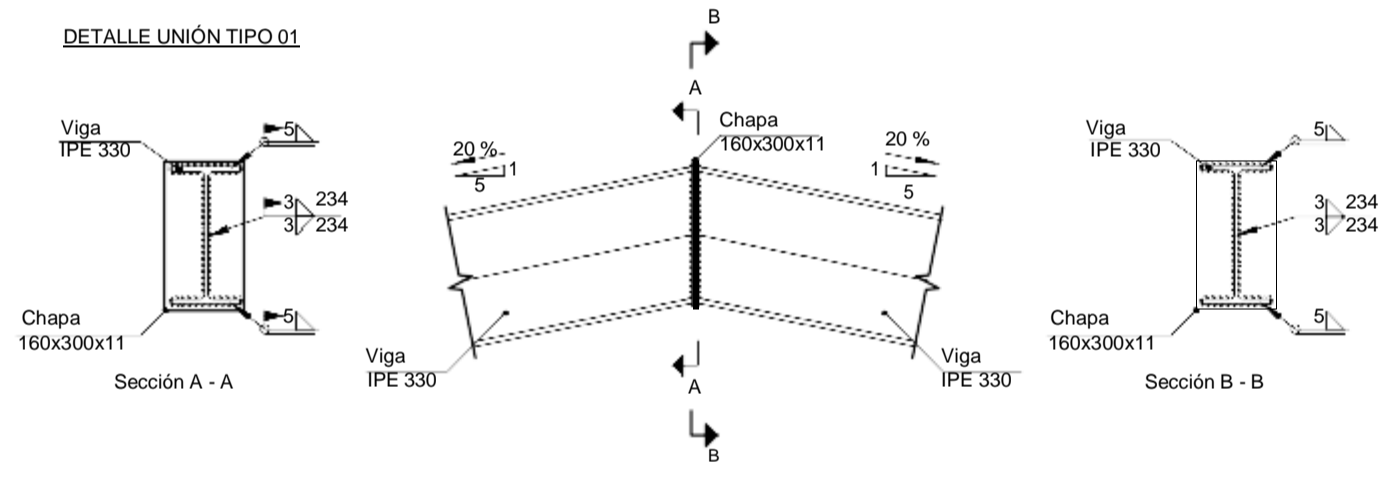 DETALLE UNIÓN TIPO 01
Viga
IPE 330
5
3 234
3 234
5
Chapa
160x300x11
Sección A - A
B
A
Chapa
160x300x11
20 %
1
5
20 %
1
5
Viga
IPE 330
Viga
IPE 330
A
B
Viga
IPE 330
5
3 234
3 234
5
Chapa
160x300x11
Sección B - B